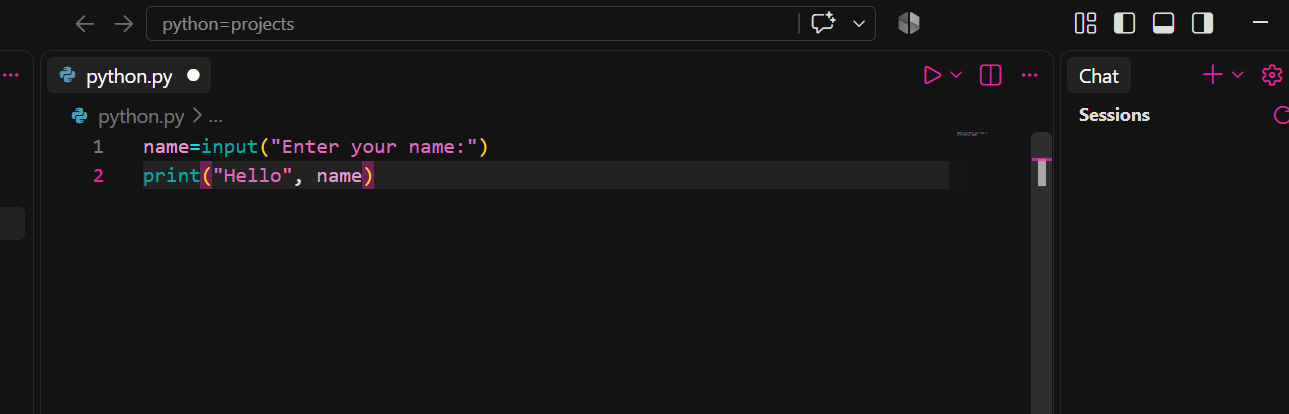 python=projects
python.py
Chat
python.py > ...
Sessions
1 name=input("Enter your name:")
2 print("Hello", name)